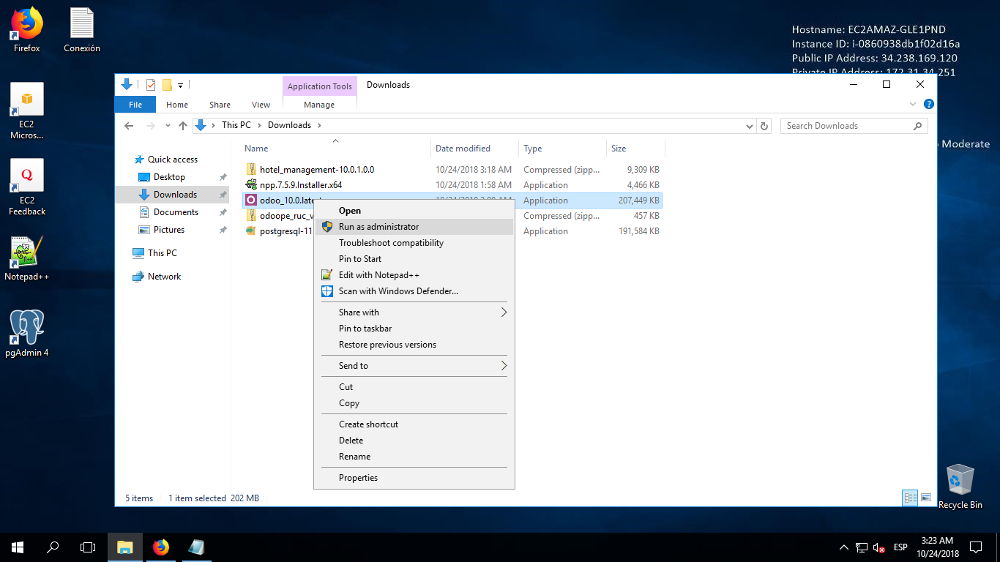 Firefox
Conexión
Hostname: EC2AMAZ-GLE1PND
Instance ID: i-0860938db1f02d16a
Public IP Address: 34.238.169.120
Private IP Address: 172.31.34.251
Moderate
EC2
Micros...
Q
EC2
Feedback
Notepad++
pgAdmin 4
Recycle Bin
Application Tools
Downloads
File
Home
Share
View
Manage
This PC
Downloads
Search Downloads
Name
Date modified
Type
Size
Quick access
Desktop
Downloads
Documents
Pictures
This PC
Network
hotel_management-10.0.1.0.0 10/24/2018 3:18 AM Compressed (zipp... 9,309 KB
npp.7.5.9.Installer.x64 10/24/2018 1:58 AM Application 4,466 KB
odoo_10.0.late Application 207,449 KB
odoope_ruc_v Compressed (zipp... 457 KB
postgresql-11 Application 191,584 KB
Open
Run as administrator
Troubleshoot compatibility
Pin to Start
Edit with Notepad++
Scan with Windows Defender...
Share with
Pin to taskbar
Restore previous versions
Send to
Cut
Copy
Create shortcut
Delete
Rename
Properties
5 items 1 item selected 202 MB
ESP
3:23 AM
10/24/2018